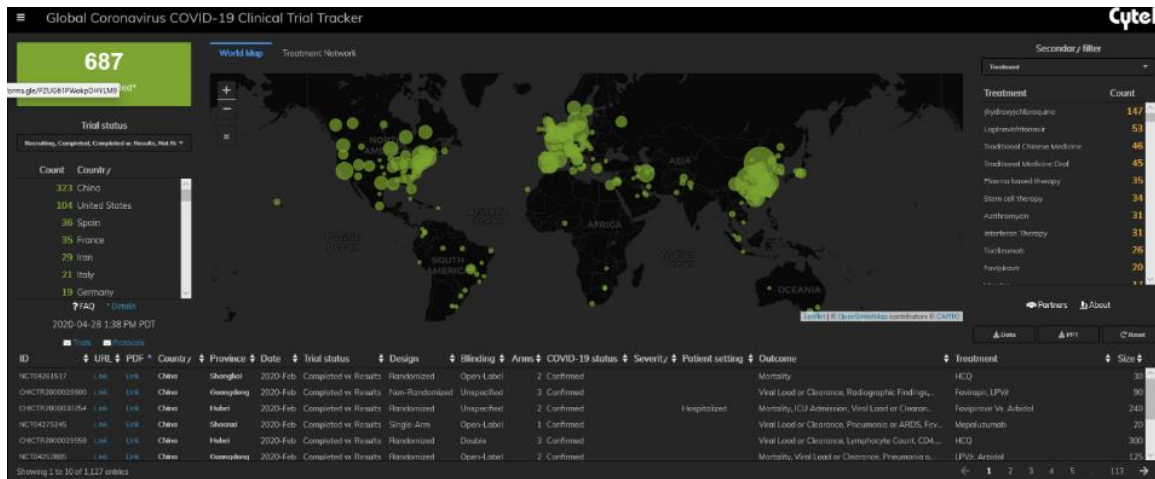 Global Coronavirus COVID-19 Clinical Trial Tracker
Cytel
687
Trial status
Recruiting, Completed, Completed w. Results, Not
Count Country
323 China
104 United States
36 Spain
35 France
29 Iran
21 Italy
19 Germany
? FAQ * Details
2020-04-28 1:38 PM PDT
Trials Protocols
World Map Treatment Network
+
−
NORTH AMERICA
SOUTH AMERICA
AFRICA
ASIA
OCEANIA
Leaflet | © OpenStreetMap contributors © CARTO
Secondary filter
Treatment
Treatment Count
(hydroxy)chloroquine 147
Lopinavir/ritonavir 53
Traditional Chinese Medicine 46
Traditional Medicine Oral 45
Plasma based therapy 35
Stem cell therapy 34
Azithromycin 31
Interferon Therapy 31
Tocilizumab 26
Favipiravir 20
Partners About
Data PPT Reset
ID URL PDF Country Province Date Trial status Design Blinding Arms COVID-19 status Severity Patient setting Outcome Treatment Size
NCT04261517 Link Link China Shanghai 2020-Feb Completed w. Results Randomized Open-Label 2 Confirmed Mortality HCQ 30
Link Link China Guangdong 2020-Feb Completed w. Results Non-Randomized Unspecified 3 Confirmed Viral Load or Clearance, Radiographic Findings,... Favirapir, LPV/r 90
ChiCTR2000030254 Link Link China Hubei 2020-Feb Completed w. Results Randomized Unspecified 2 Confirmed Hospitalized Mortality, ICU Admission, Viral Load or Clearan... Favipiravir Vs. Arbidol 240
NCT04275245 Link Link China Shaanxi 2020-Feb Completed w. Results Single-Arm Open-Label 1 Confirmed Viral Load or Clearance, Pneumonia or ARDS, Fev... Meplazumab 20
ChiCTR2000029559 Link Link China Hubei 2020-Feb Completed w. Results Randomized Double 3 Confirmed Viral Load or Clearance, Lymphocyte Count, CD4,... HCQ 300
NCT04252885 Link Link China Guangdong 2020-Feb Completed w. Results Randomized Open-Label 3 Confirmed Mortality, Viral Load or Clearance, Pneumonia o... LPV/r, Arbidol 125
Showing 1 to 10 of 1,127 entries
← 1 2 3 4 5 . 113 →